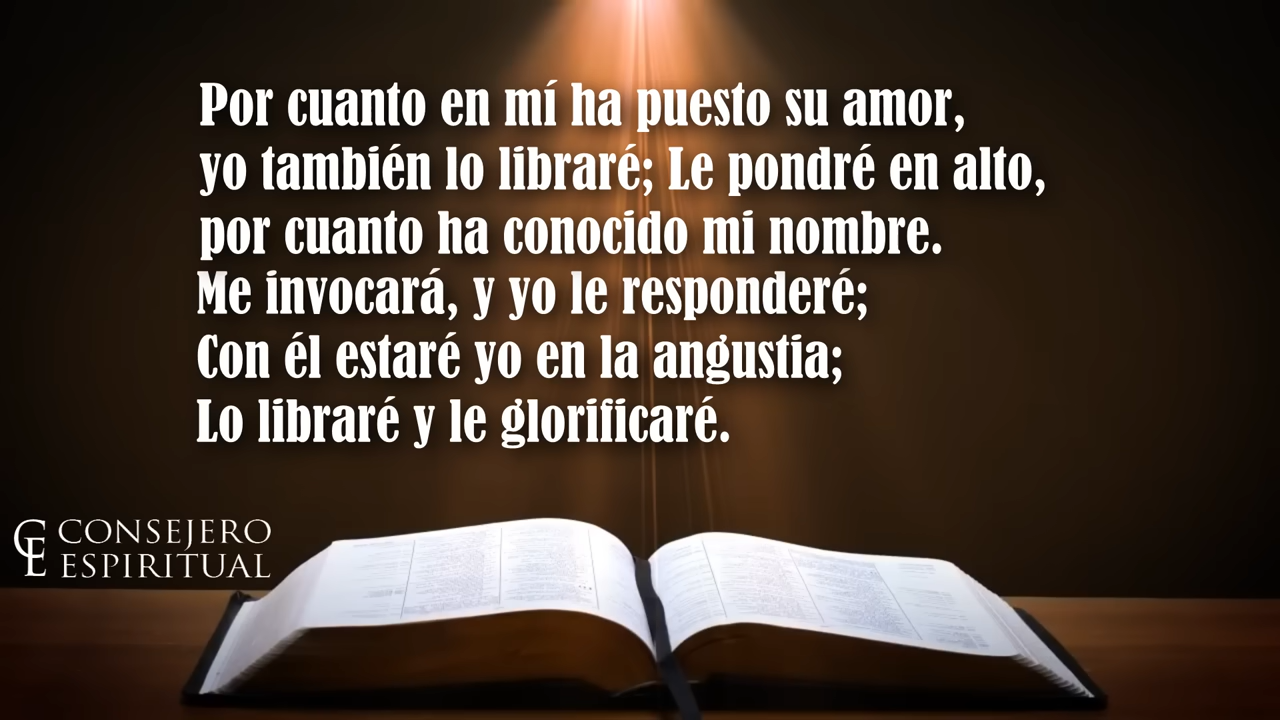 Por cuanto en mí ha puesto su amor,
yo también lo libraré; Le pondré en alto,
por cuanto ha conocido mi nombre.
Me invocará, y yo le responderé;
Con él estaré yo en la angustia;
Lo libraré y le glorificaré.
CE CONSEJERO
ESPIRITUAL